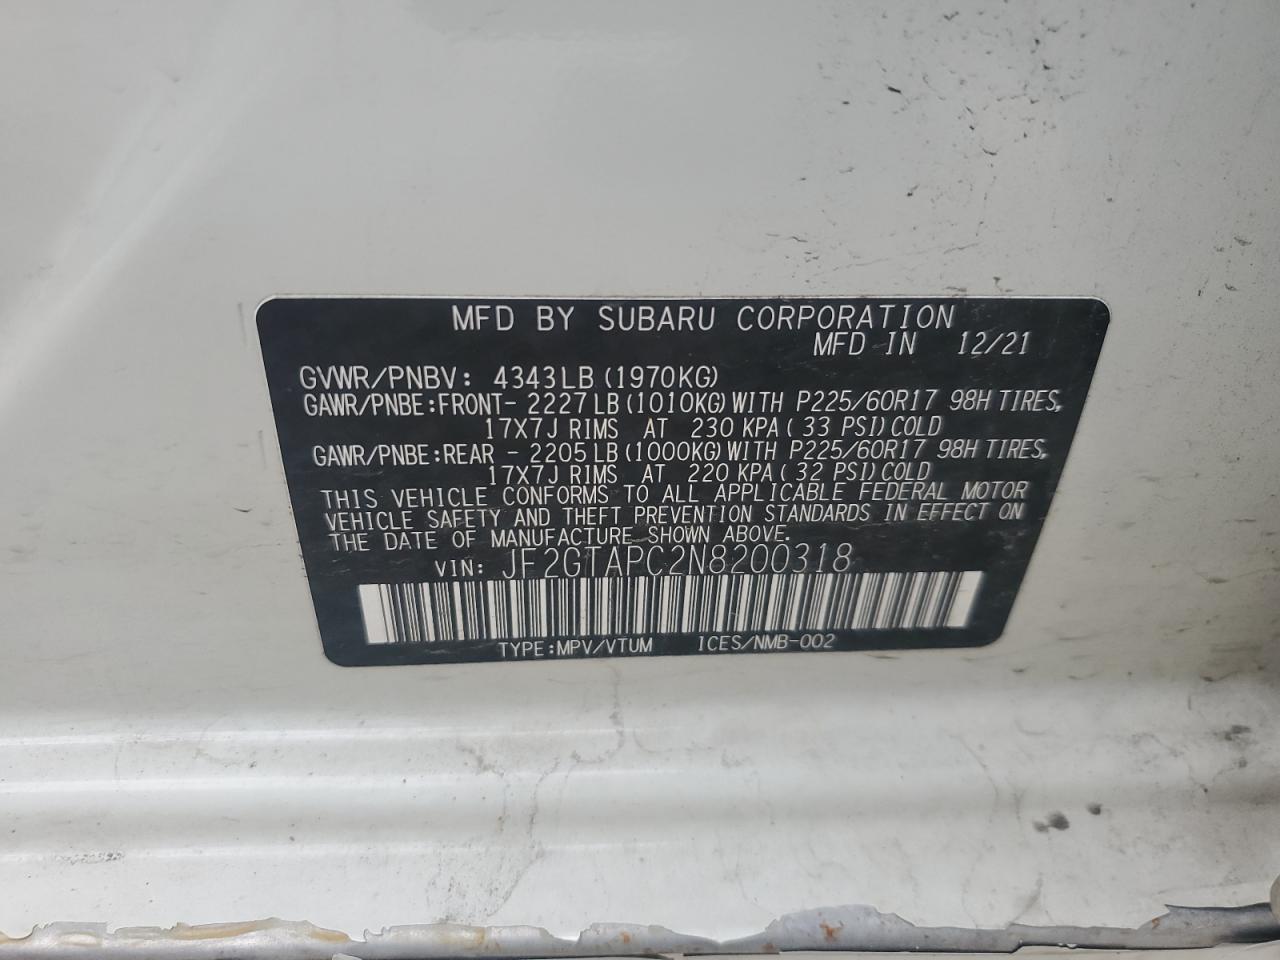 MFD BY SUBARU CORPORATION
MFD IN 12/21
GVWR/PNBV: 4343LB (1970KG)
GAWR/PNBE:FRONT- 2227LB (1010KG) WITH P225/60R17 98H TIRES,
17X7J RIMS AT 230 KPA ( 33 PSI) COLD
GAWR/PNBE:REAR - 2205LB (1000KG) WITH P225/60R17 98H TIRES,
17X7J RIMS AT 220 KPA ( 32 PSI) COLD
THIS VEHICLE CONFORMS TO ALL APPLICABLE FEDERAL MOTOR
VEHICLE SAFETY AND THEFT PREVENTION STANDARDS IN EFFECT ON
THE DATE OF MANUFACTURE SHOWN ABOVE.
VIN: JF2GTAPC2N8200318
TYPE:MPV/VTUM ICES/NMB-002